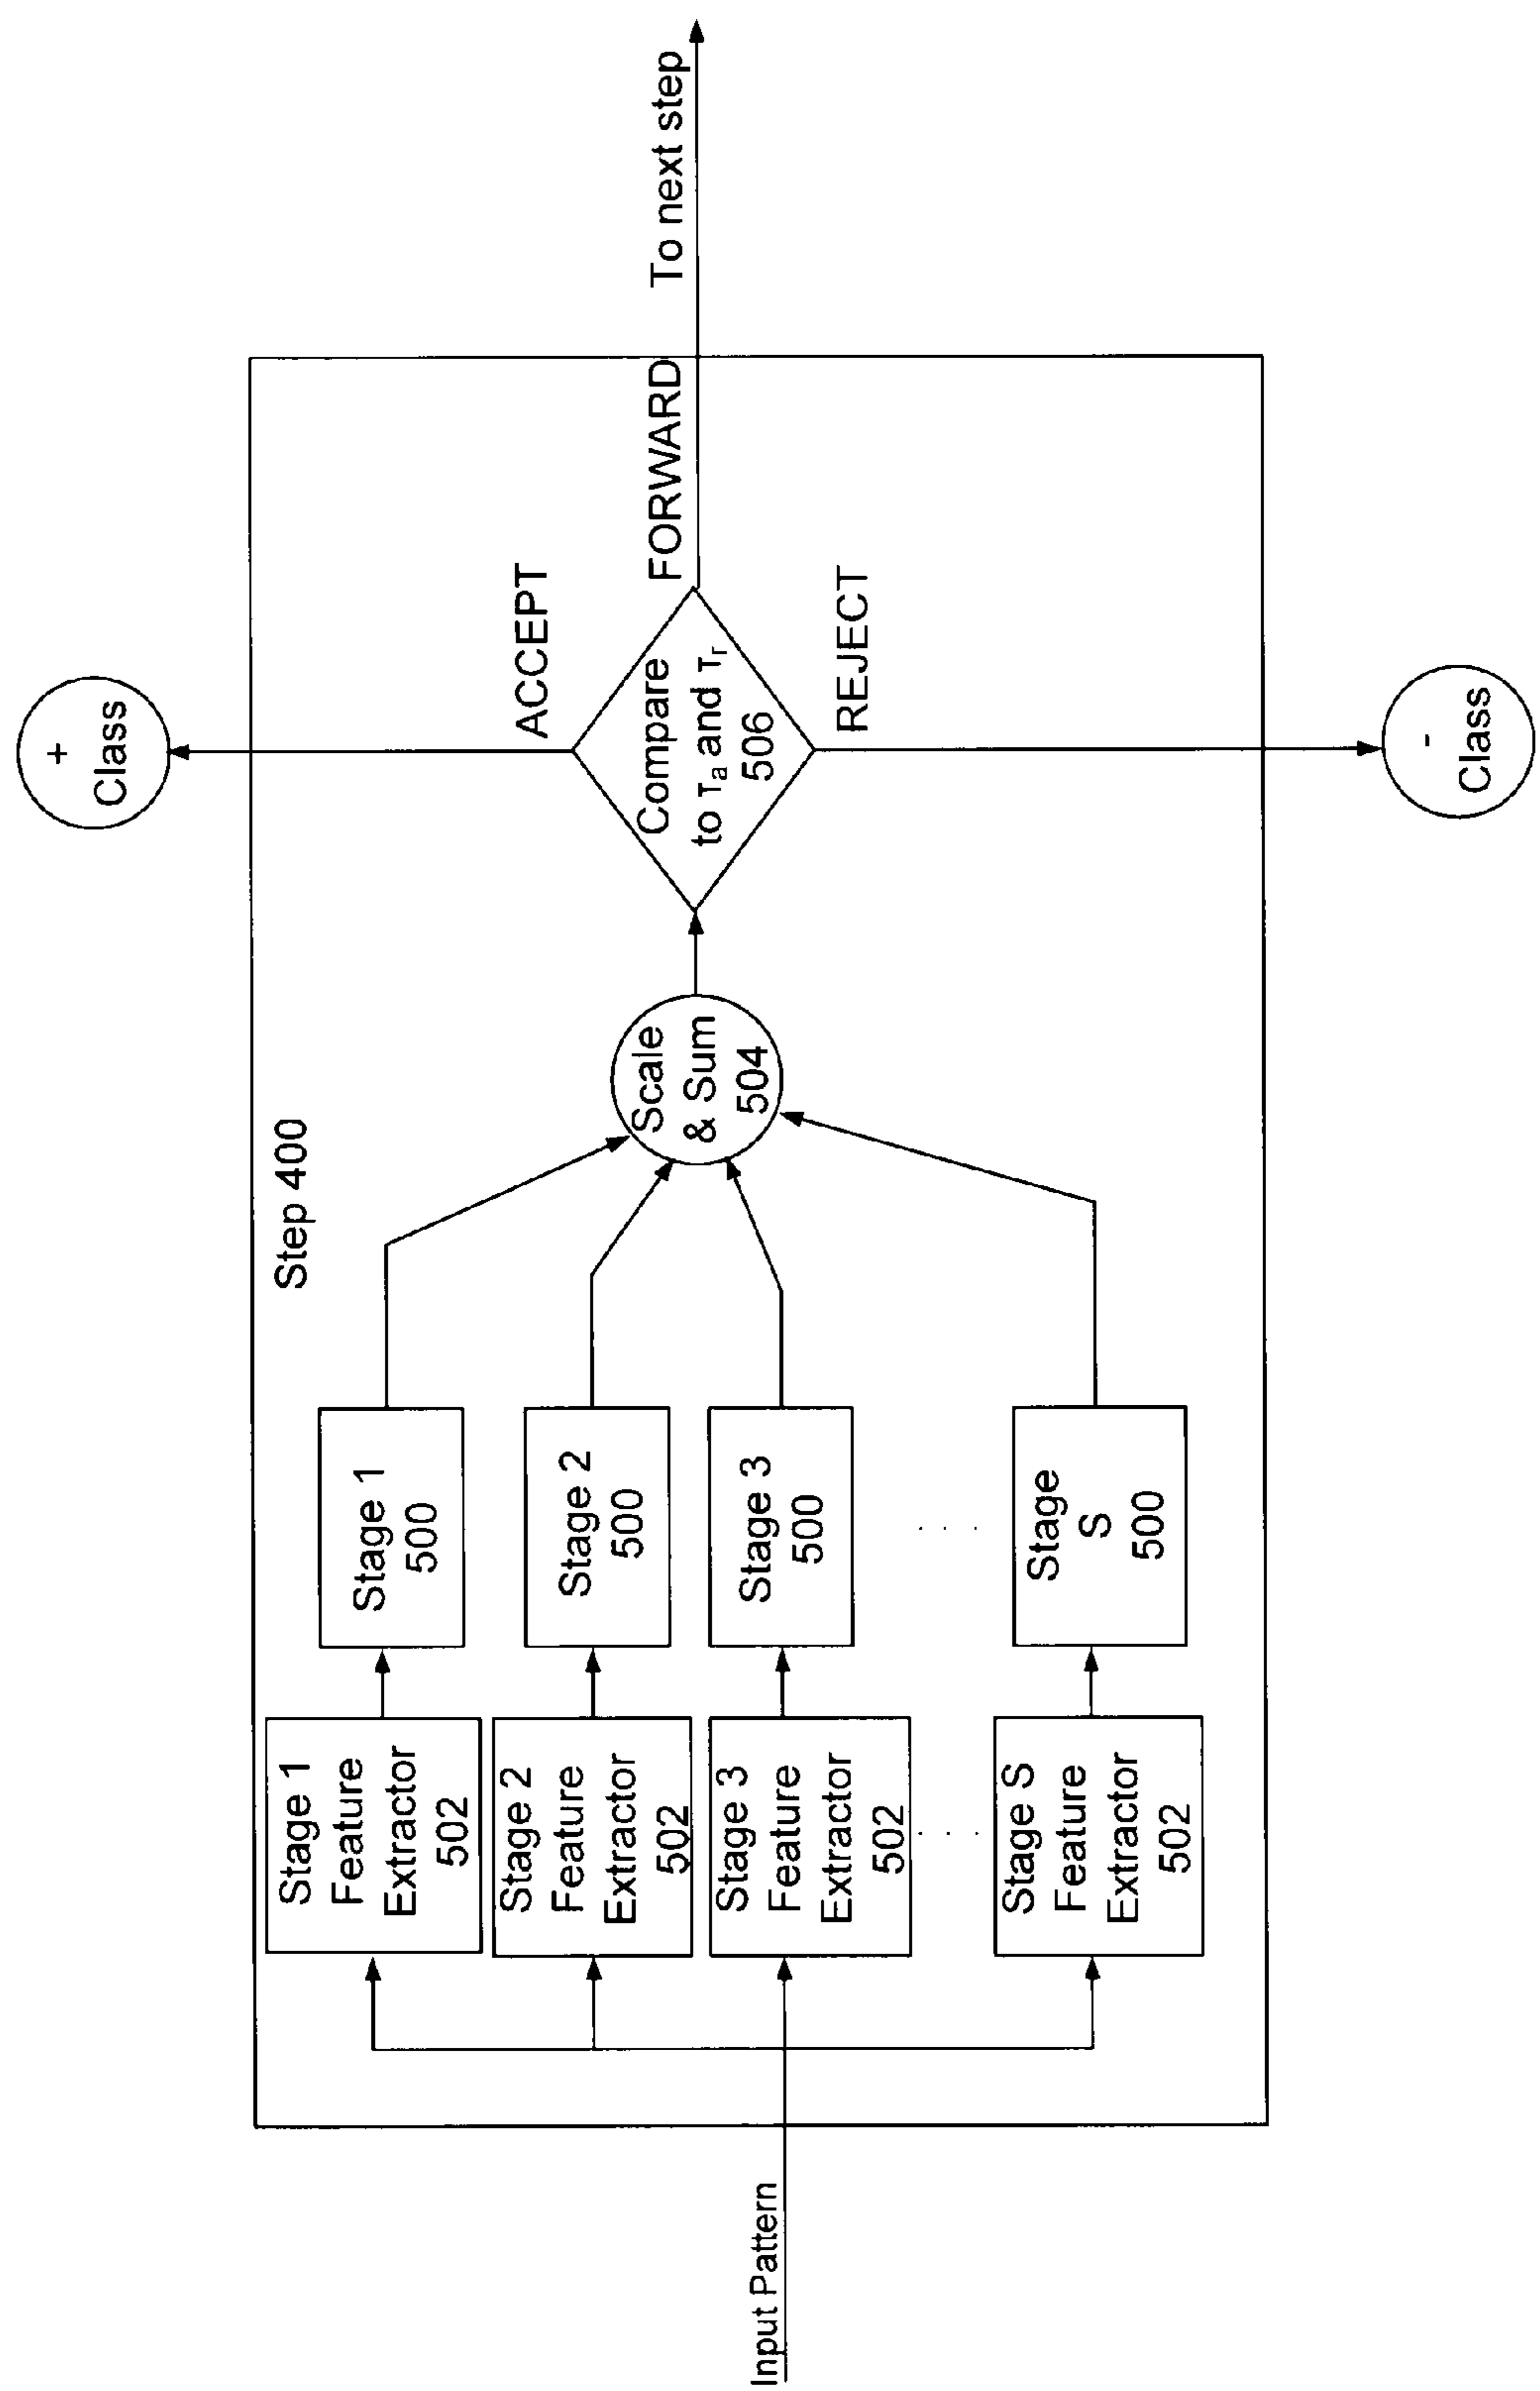 +
Class
Step 400
Stage 1
Feature
Extractor
502
Stage 1
500
ACCEPT
Stage 2
Feature
Extractor
502
Stage 2
500
Scale
& Sum
504
Compare
to τa and τr
506
FORWARD
To next step
Input Pattern
Stage 3
Feature
Extractor
502
Stage 3
500
REJECT
. . .
. . .
Stage S
Feature
Extractor
502
Stage
S
500
-
Class